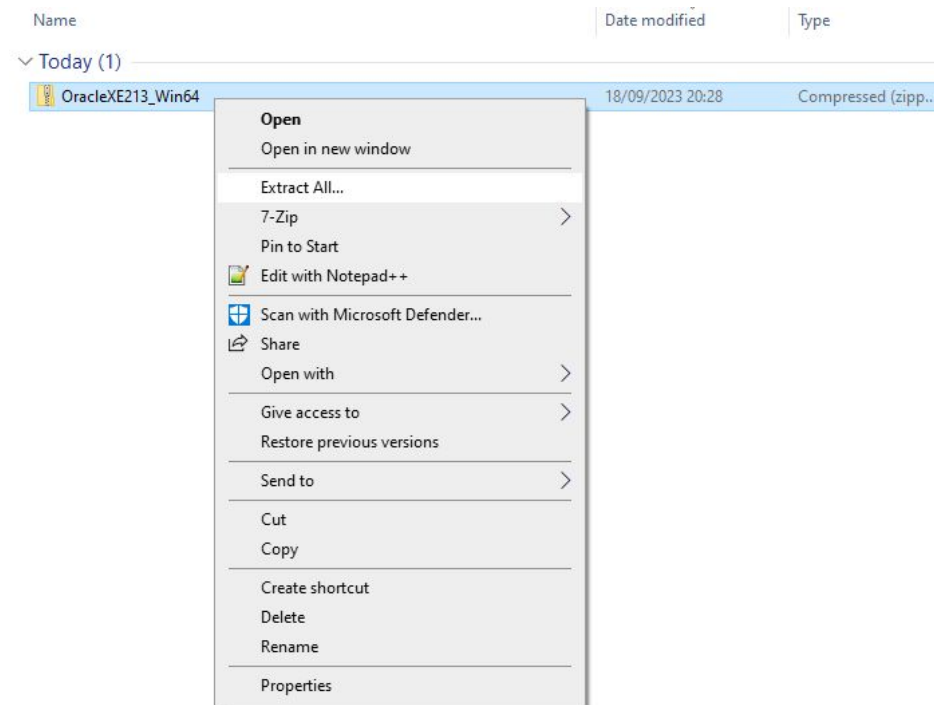 Name Date modified Type
Today (1)
OracleXE213_Win64 18/09/2023 20:28 Compressed (zipp...
Open
Open in new window
Extract All...
7-Zip
Pin to Start
Edit with Notepad++
Scan with Microsoft Defender...
Share
Open with
Give access to
Restore previous versions
Send to
Cut
Copy
Create shortcut
Delete
Rename
Properties